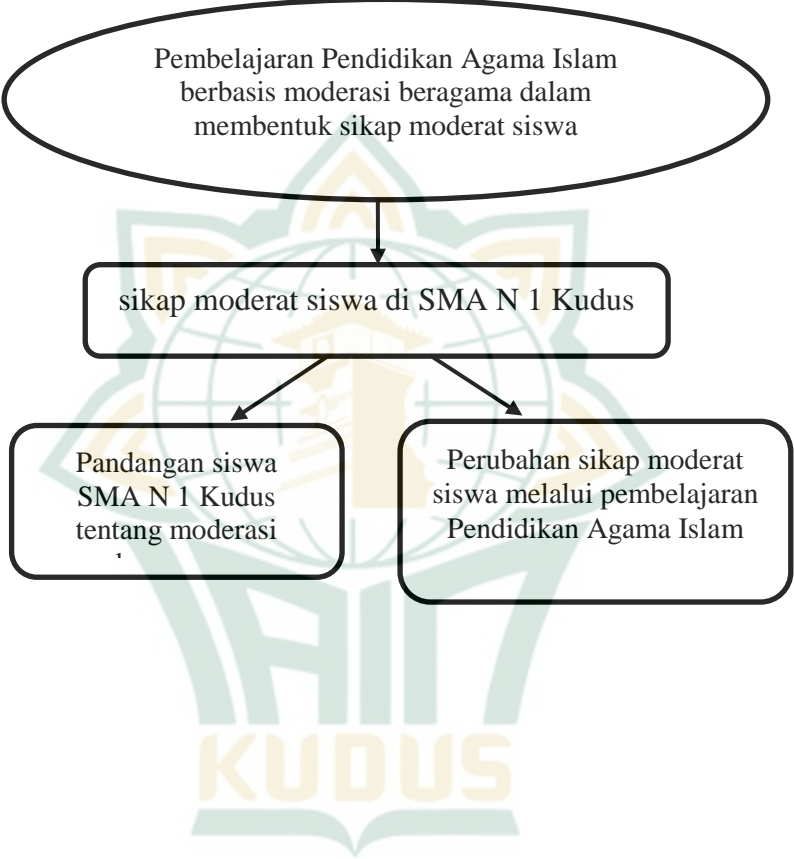 Pembelajaran Pendidikan Agama Islam
berbasis moderasi beragama dalam
membentuk sikap moderat siswa
sikap moderat siswa di SMA N 1 Kudus
Pandangan siswa
SMA N 1 Kudus
tentang moderasi
Perubahan sikap moderat
siswa melalui pembelajaran
Pendidikan Agama Islam
IAIN
KUDUS